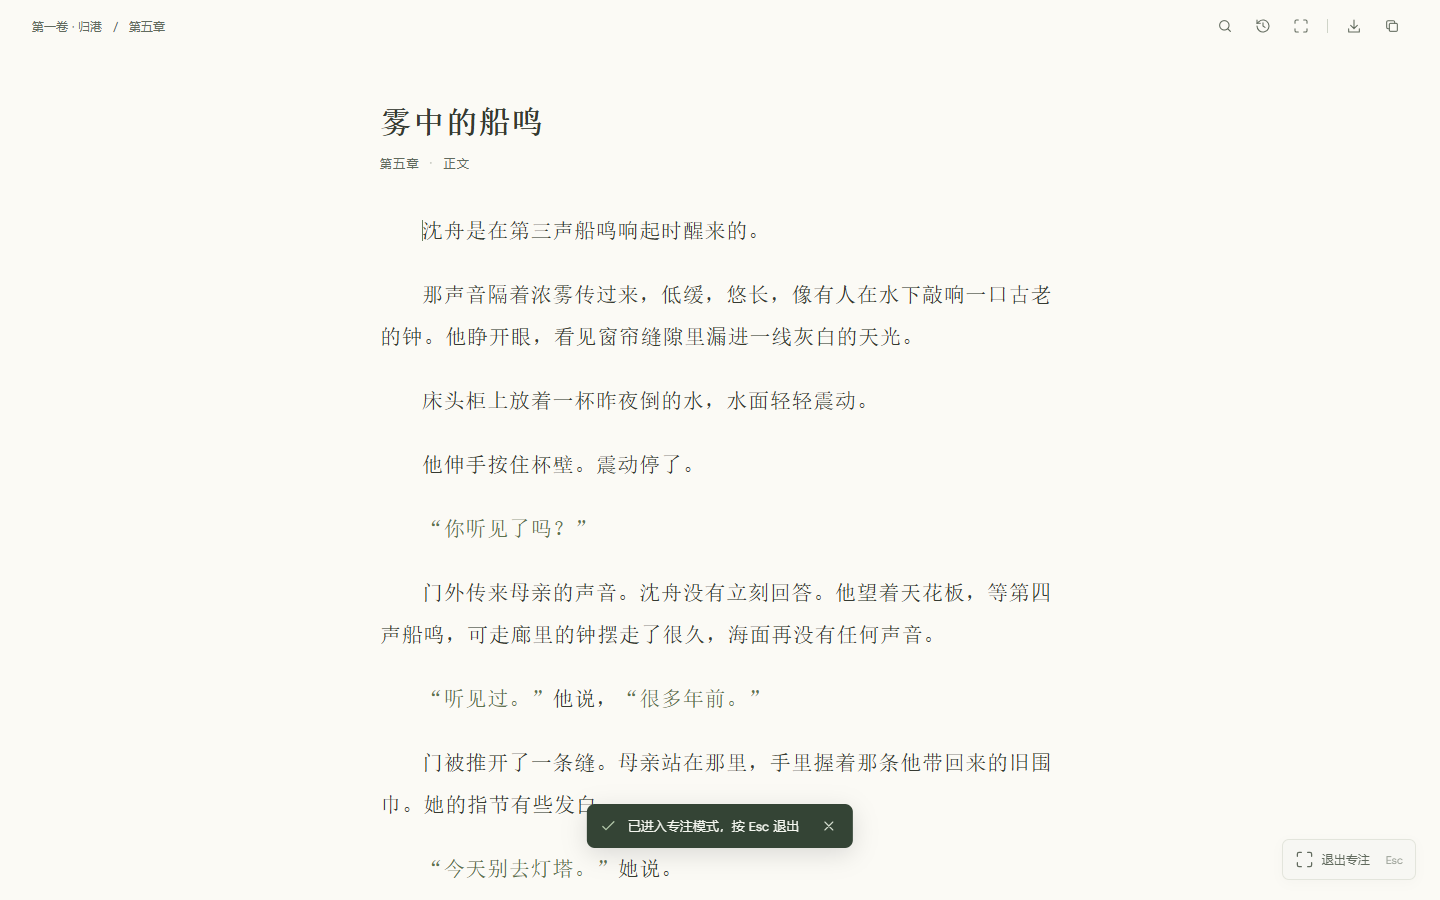 第一卷 · 归港 / 第五章
雾中的船鸣
第五章 · 正文
沈舟是在第三声船鸣响起时醒来的。
那声音隔着浓雾传过来，低缓，悠长，像有人在水下敲响一口古老
的钟。他睁开眼，看见窗帘缝隙里漏进一线灰白的天光。
床头柜上放着一杯昨夜倒的水，水面轻轻震动。
他伸手按住杯壁。震动停了。
“你听见了吗？”
门外传来母亲的声音。沈舟没有立刻回答。他望着天花板，等第四
声船鸣，可走廊里的钟摆走了很久，海面再没有任何声音。
“听见过。”他说，“很多年前。”
门被推开了一条缝。母亲站在那里，手里握着那条他带回来的旧围
巾。她的指节有些发白
已进入专注模式，按 Esc 退出
“今天别去灯塔。”她说。
退出专注 Esc